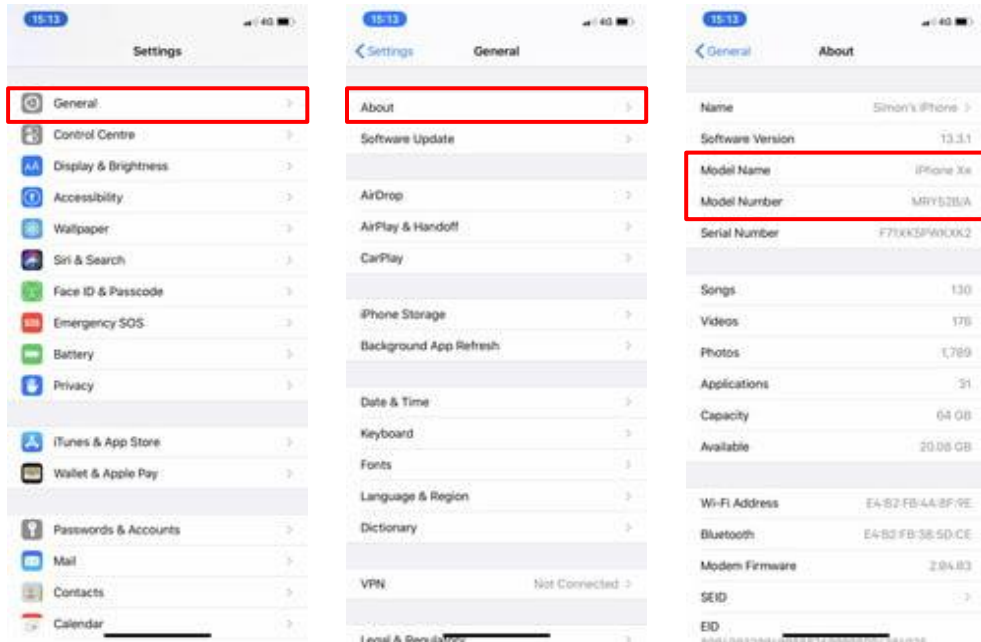 15:13
4G
Settings
General
Control Centre
Display & Brightness
Accessibility
Wallpaper
Siri & Search
Face ID & Passcode
SOS
Emergency SOS
Battery
Privacy
iTunes & App Store
Wallet & Apple Pay
Passwords & Accounts
Mail
Contacts
Calendar
15:13
4G
Settings
General
About
Software Update
AirDrop
AirPlay & Handoff
CarPlay
iPhone Storage
Background App Refresh
Date & Time
Keyboard
Fonts
Language & Region
Dictionary
VPN Not Connected
Legal & Regulatory
15:13
4G
General
About
Name Simon's iPhone
Software Version 13.3.1
Model Name iPhone
Model Number
Serial Number
Songs 130
Videos 176
Photos 1,789
Applications 31
Capacity 64 GB
Available 20.08 GB
Wi-Fi Address E4:B2:FB:4A:8F:9E
Bluetooth E4:B2:FB:38:5D:CE
Modem Firmware 2.04.03
SEID
EID